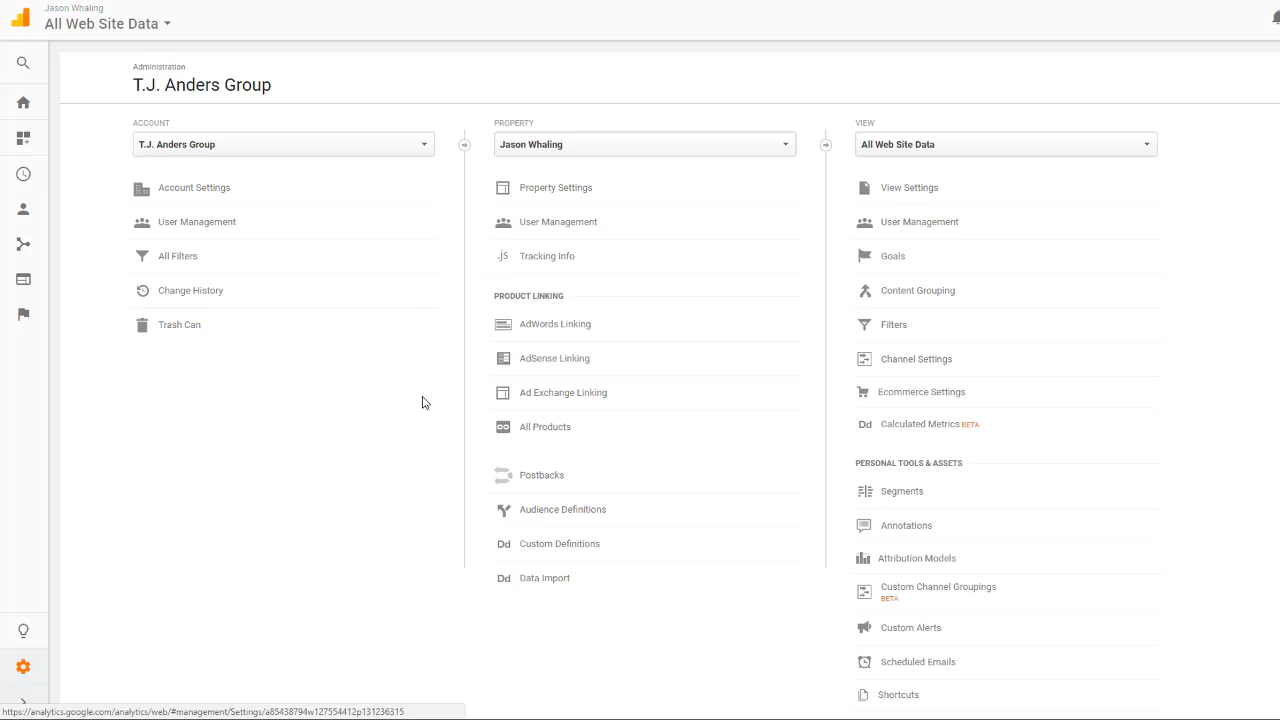 Jason Whaling
All Web Site Data
Administration
T.J. Anders Group
ACCOUNT
T.J. Anders Group
Account Settings
User Management
All Filters
Change History
Trash Can
PROPERTY
Jason Whaling
Property Settings
User Management
.js Tracking Info
PRODUCT LINKING
AdWords Linking
AdSense Linking
Ad Exchange Linking
All Products
Postbacks
Audience Definitions
Dd Custom Definitions
Dd Data Import
VIEW
All Web Site Data
View Settings
User Management
Goals
Content Grouping
Filters
Channel Settings
Ecommerce Settings
Dd Calculated Metrics BETA
PERSONAL TOOLS & ASSETS
Segments
Annotations
Attribution Models
Custom Channel Groupings
BETA
Custom Alerts
Scheduled Emails
Shortcuts
https://analytics.google.com/analytics/web/#management/Settings/a85438794w127554412p131236315